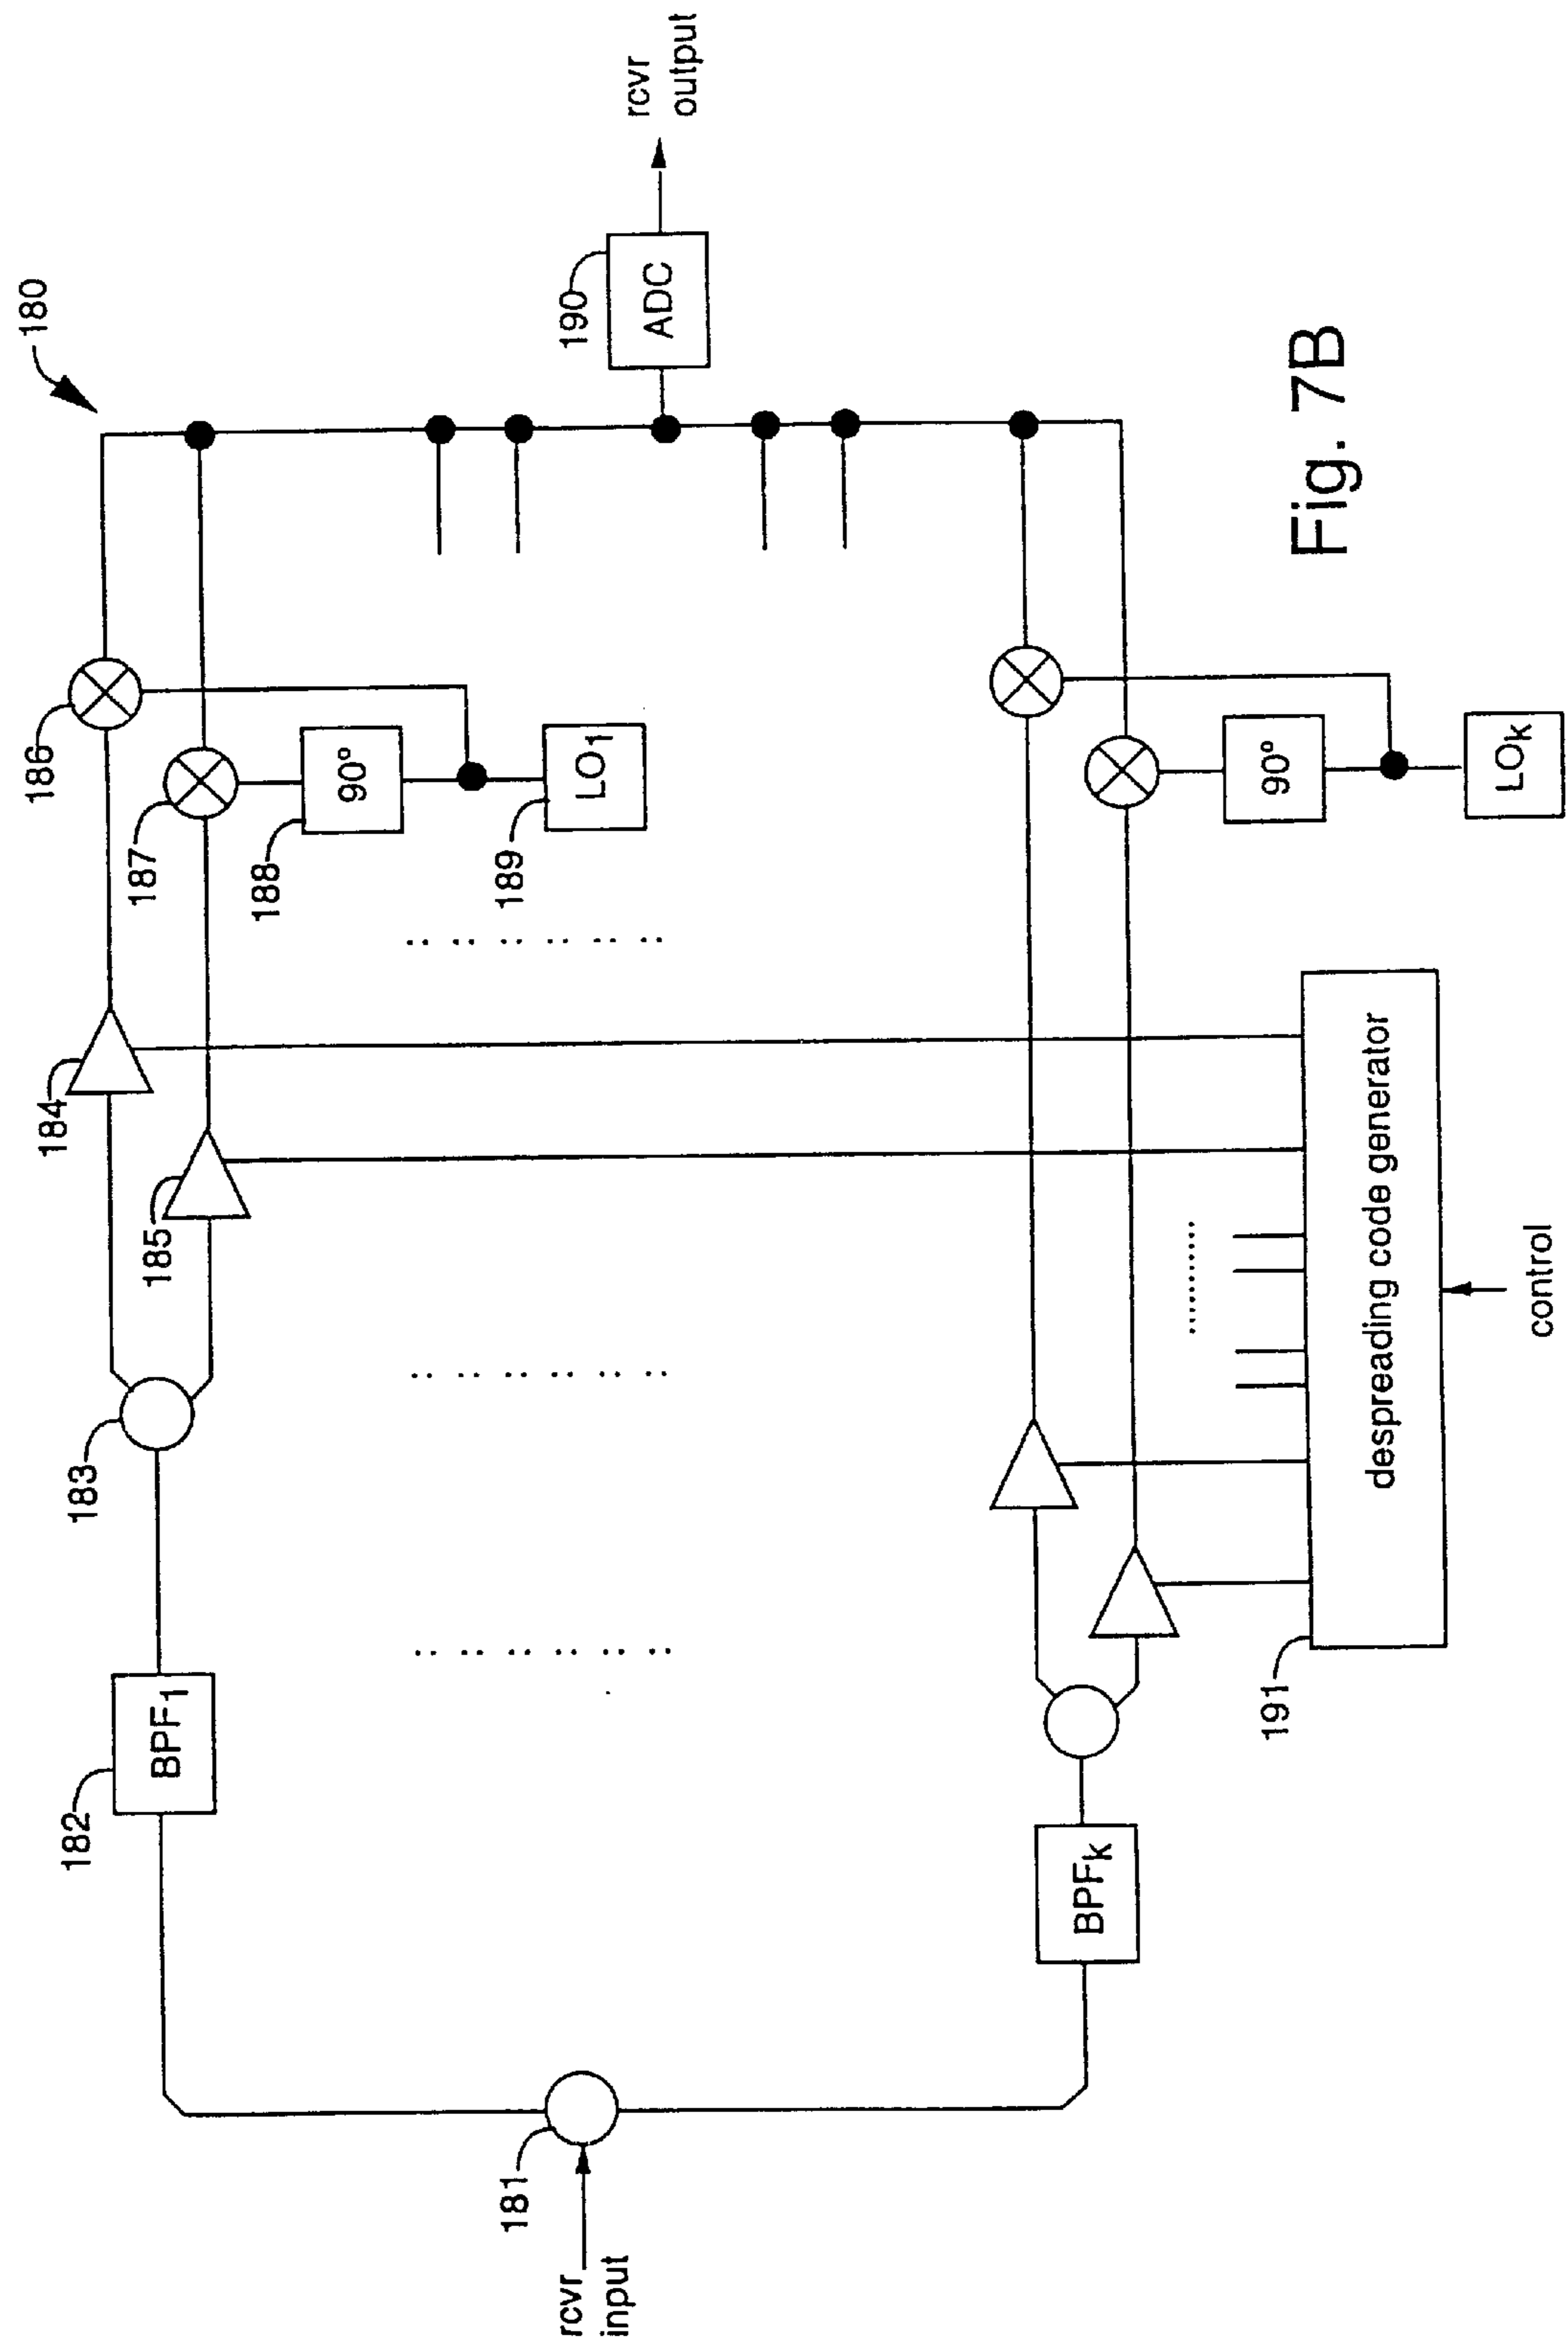 180
186
187
188
90°
189
LO1
184
185
183
182
BPF1
190
ADC
rcvr
output
181
rcvr
input
BPFk
90°
LOk
191
despreading code generator
control
Fig. 7B